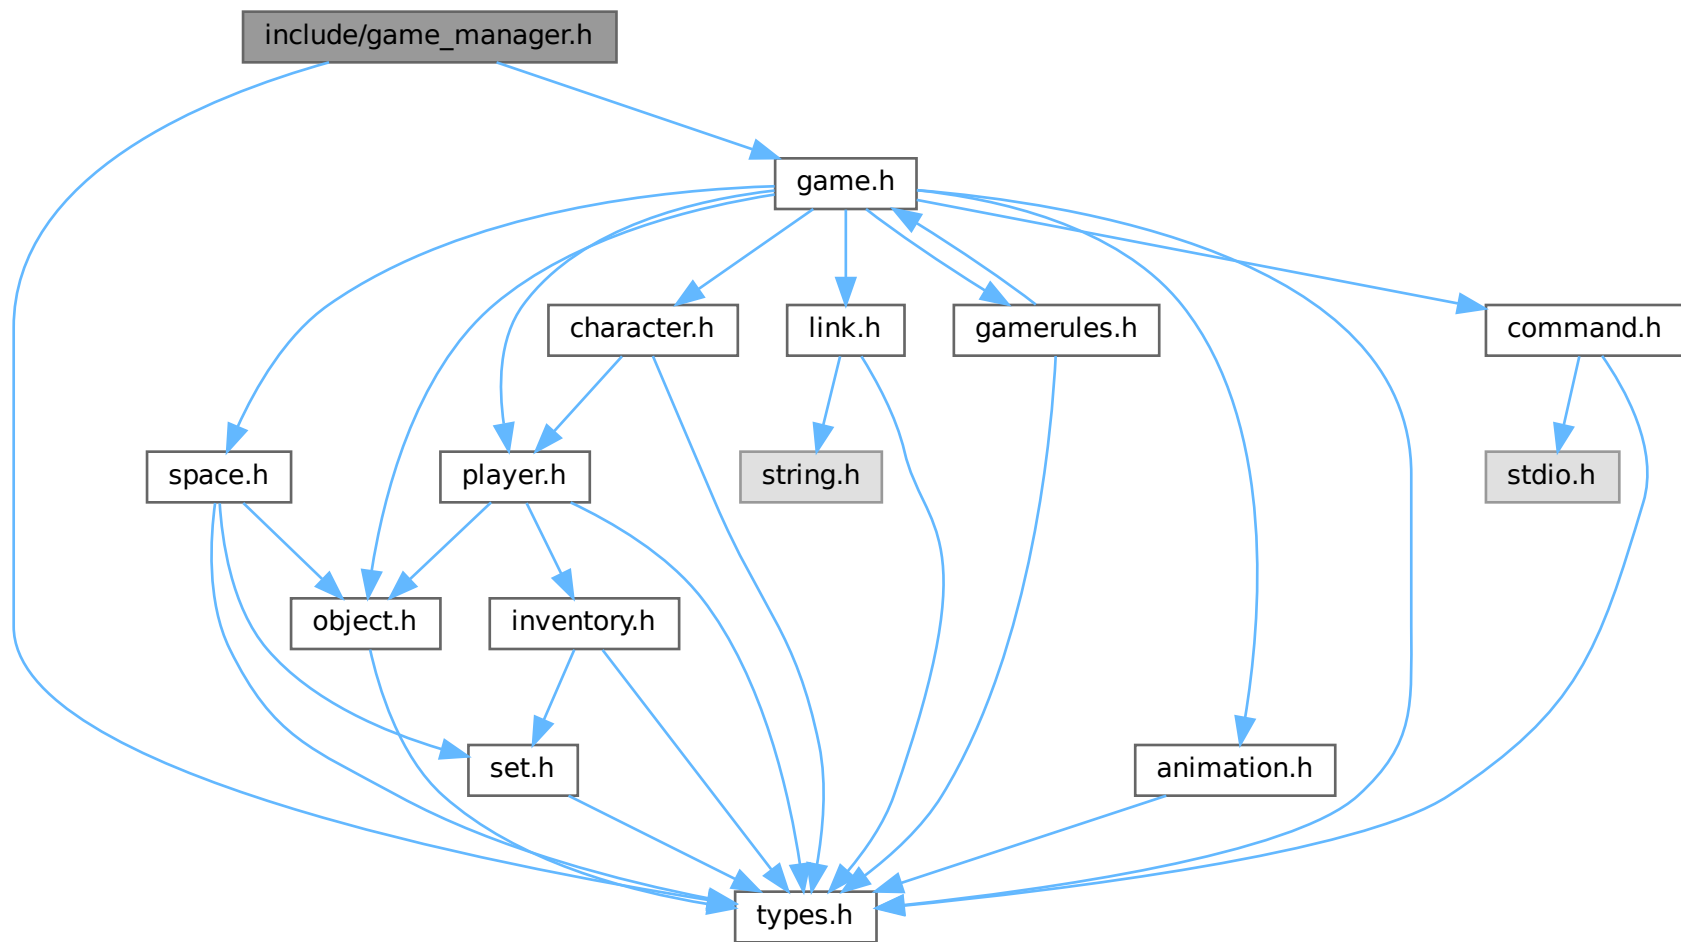 include/game_manager.h
game.h
character.h
link.h
gamerules.h
command.h
space.h
player.h
string.h
stdio.h
object.h
inventory.h
set.h
animation.h
types.h